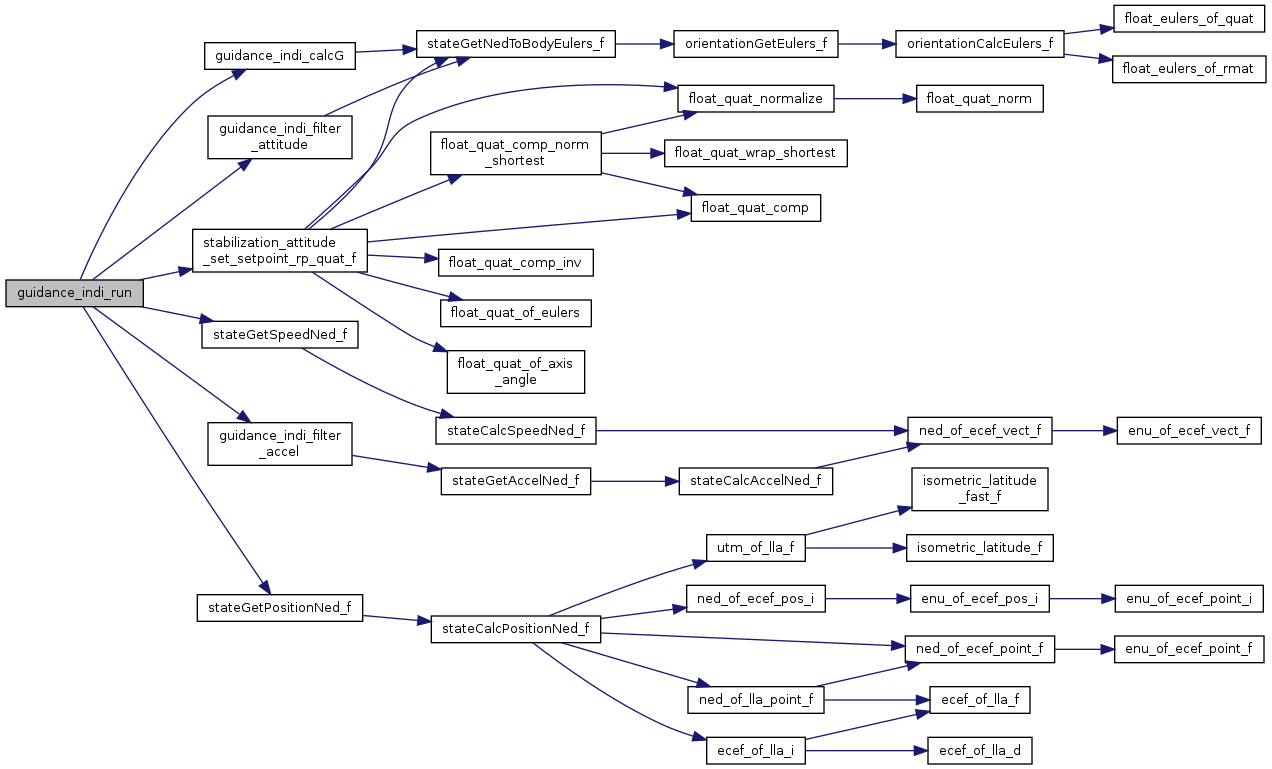 guidance_indi_run
guidance_indi_calcG
guidance_indi_filter
_attitude
stabilization_attitude
_set_setpoint_rp_quat_f
stateGetSpeedNed_f
guidance_indi_filter
_accel
stateGetPositionNed_f
stateGetNedToBodyEulers_f
float_quat_comp_norm
_shortest
float_quat_comp_inv
float_quat_of_eulers
float_quat_of_axis
_angle
stateCalcSpeedNed_f
stateGetAccelNed_f
stateCalcPositionNed_f
orientationGetEulers_f
float_quat_normalize
float_quat_wrap_shortest
float_quat_comp
stateCalcAccelNed_f
utm_of_lla_f
ned_of_ecef_pos_i
ned_of_lla_point_f
ecef_of_lla_i
orientationCalcEulers_f
float_quat_norm
ned_of_ecef_vect_f
isometric_latitude
_fast_f
isometric_latitude_f
enu_of_ecef_pos_i
ned_of_ecef_point_f
ecef_of_lla_f
ecef_of_lla_d
float_eulers_of_quat
float_eulers_of_rmat
enu_of_ecef_vect_f
enu_of_ecef_point_i
enu_of_ecef_point_f